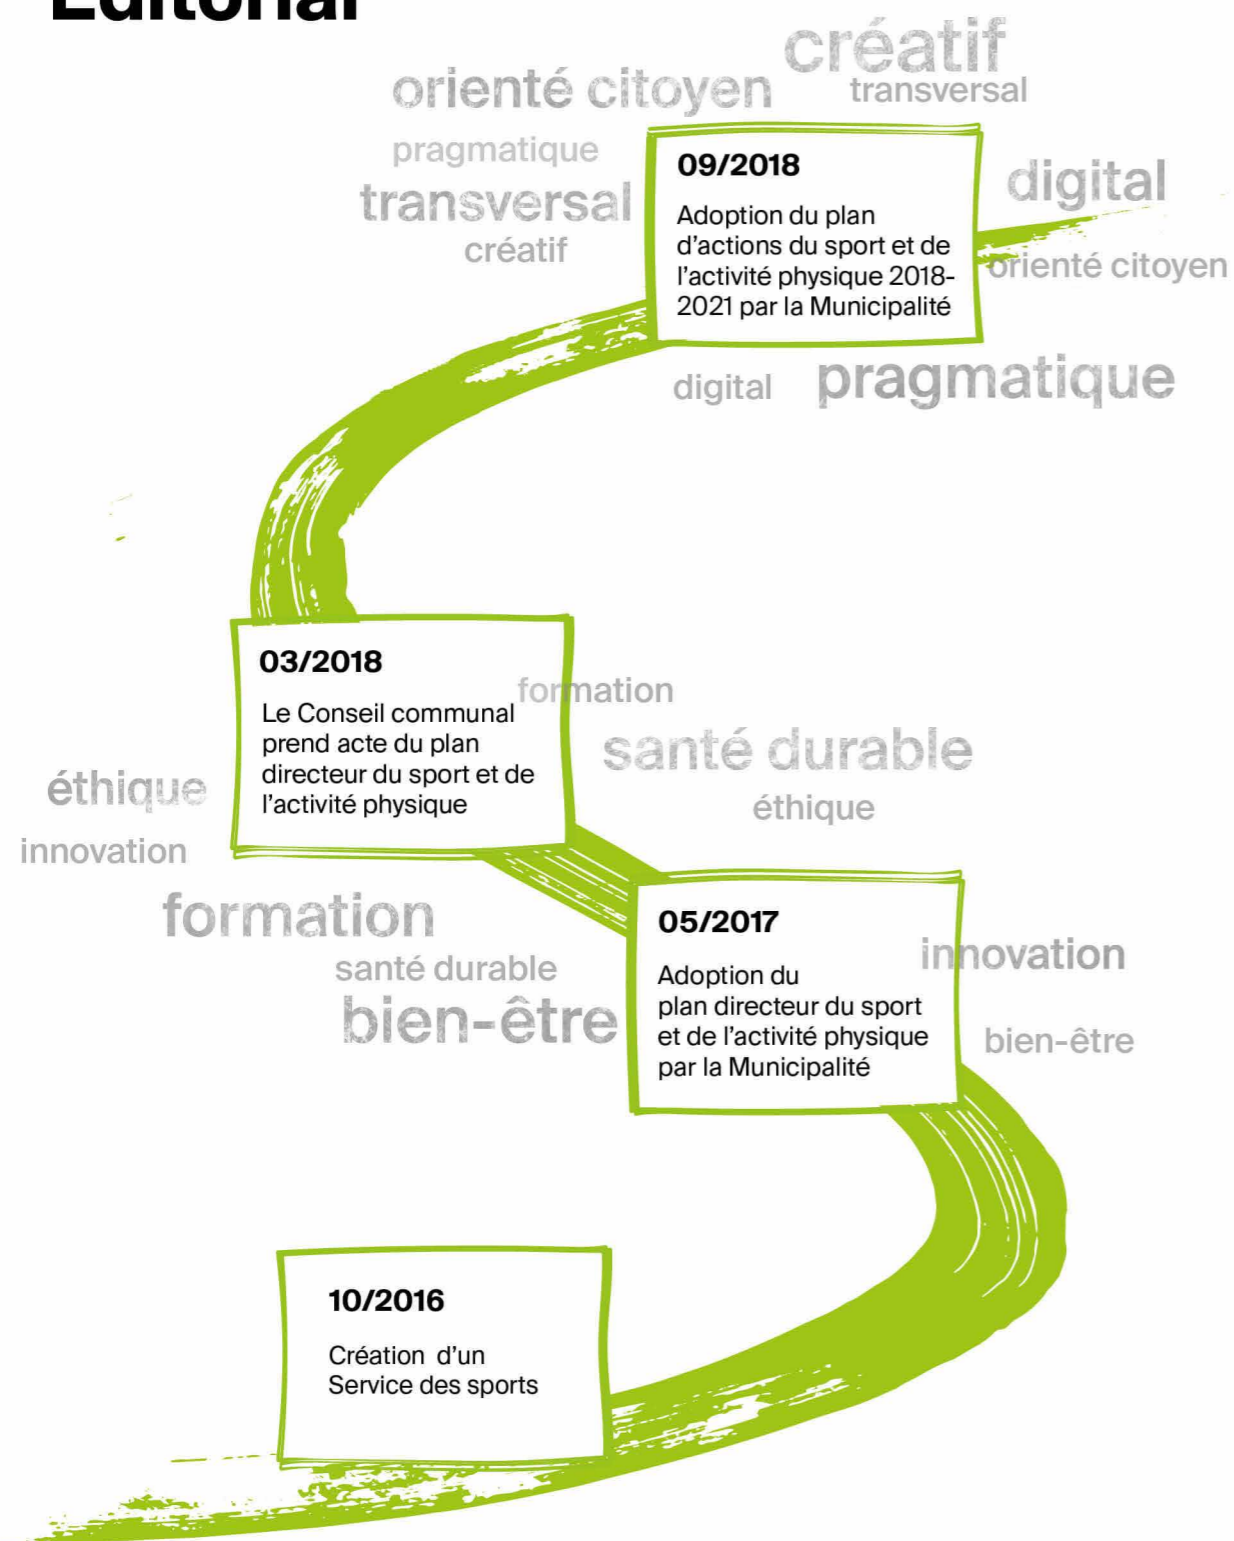 Editorial
créatif
orienté citoyen
transversal
pragmatique
transversal
créatif
09/2018
Adoption du plan
d'actions du sport et de
l'activité physique 2018-
2021 par la Municipalité
digital
orienté citoyen
digital
pragmatique
03/2018
Le Conseil communal
prend acte du plan
directeur du sport et de
l'activité physique
formation
santé durable
éthique
éthique
innovation
formation
santé durable
bien-être
05/2017
Adoption du
plan directeur du sport
et de l'activité physique
par la Municipalité
innovation
bien-être
10/2016
Création d'un
Service des sports